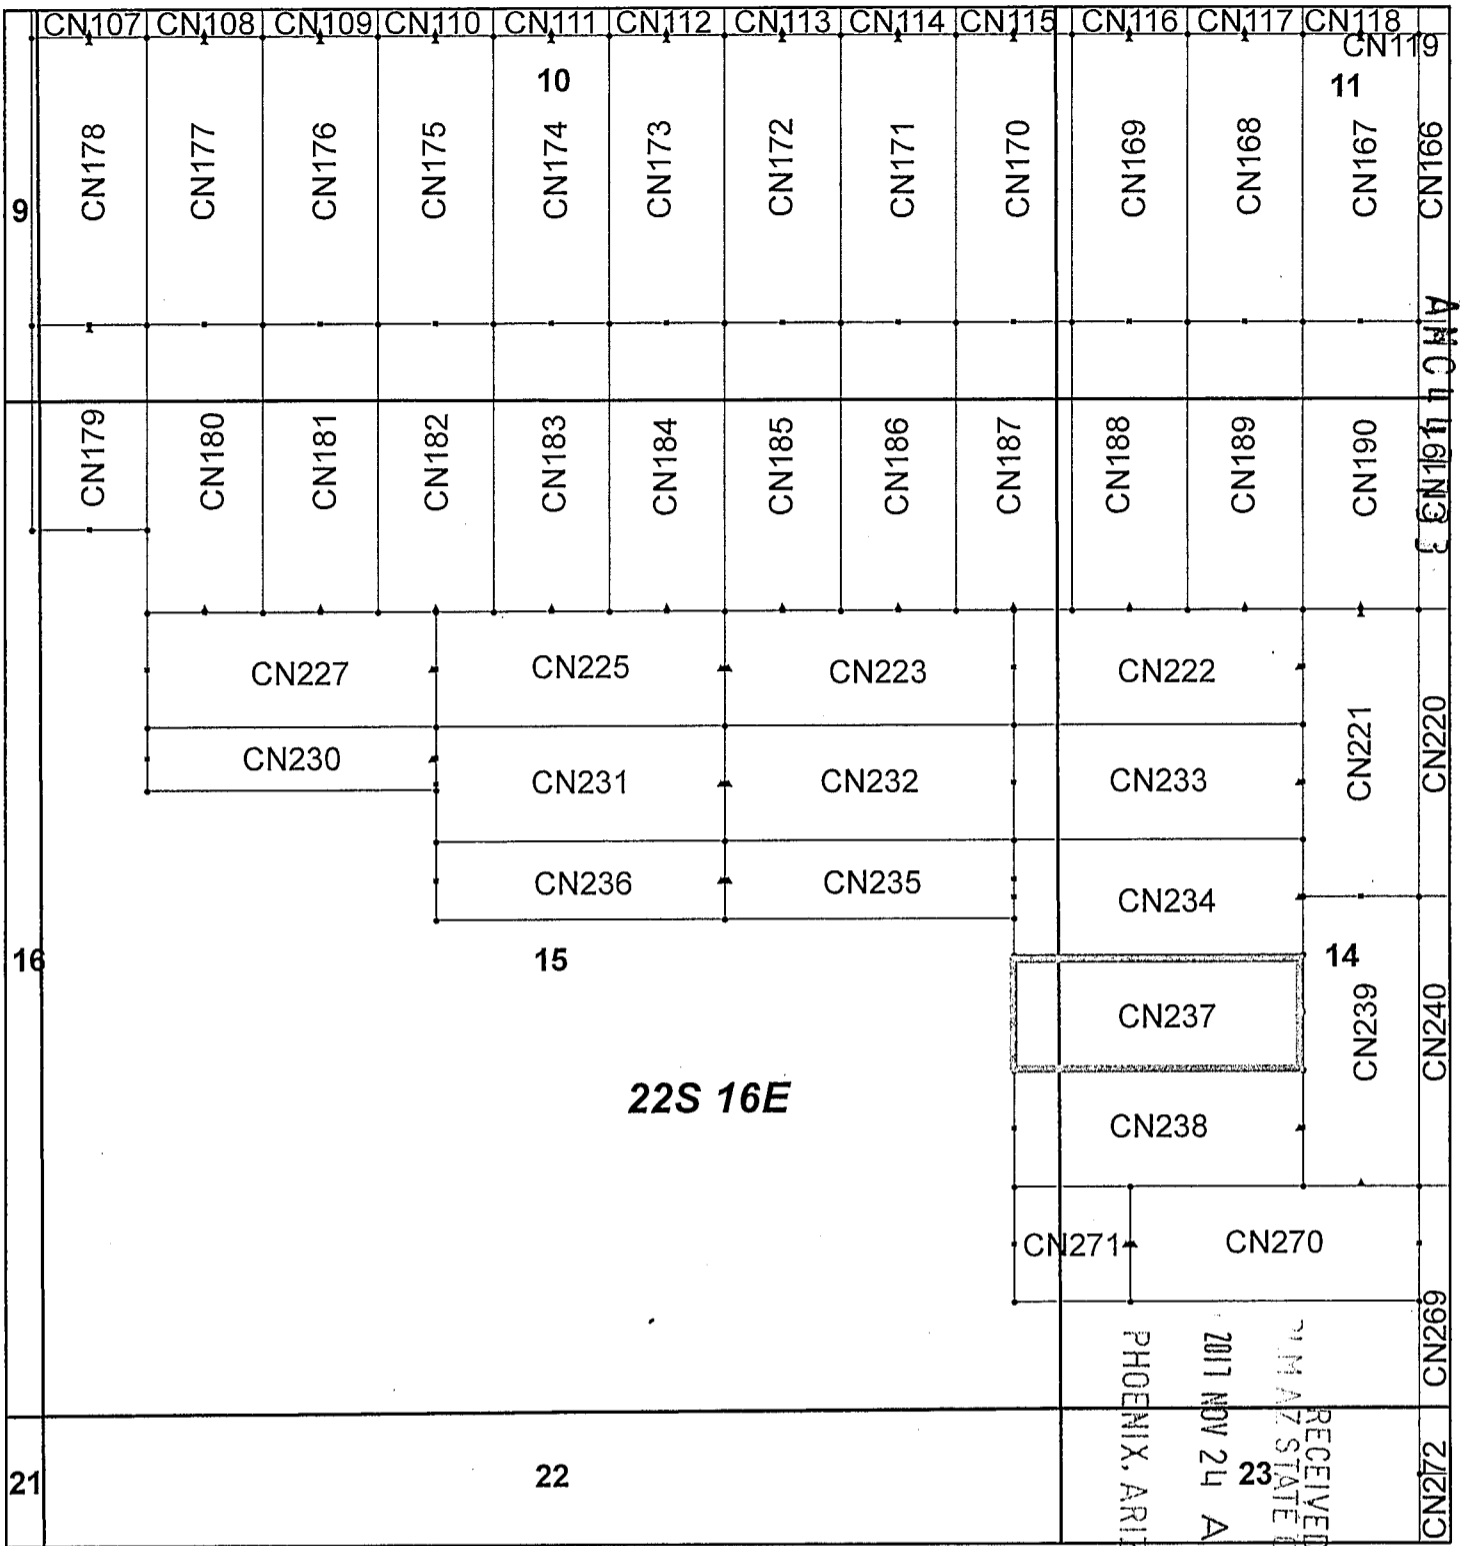 CN107 CN108 CN109 CN110 CN111 CN112 CN113 CN114 CN115 CN116 CN117 CN118
CN119
10 11
9 CN178 CN177 CN176 CN175 CN174 CN173 CN172 CN171 CN170 CN169 CN168 CN167 CN166
CN179 CN180 CN181 CN182 CN183 CN184 CN185 CN186 CN187 CN188 CN189 CN190 CN191
CN227 CN225 CN223 CN222
CN221 CN220
CN230 CN231 CN232 CN233
CN236 CN235 CN234
16 15 14
CN237 CN239 CN240
22S 16E
CN238
CN271 CN270
CN269
21 22 23 CN272
RECEIVED
AZ STATE
NOV 24 A
PHOENIX, ARI